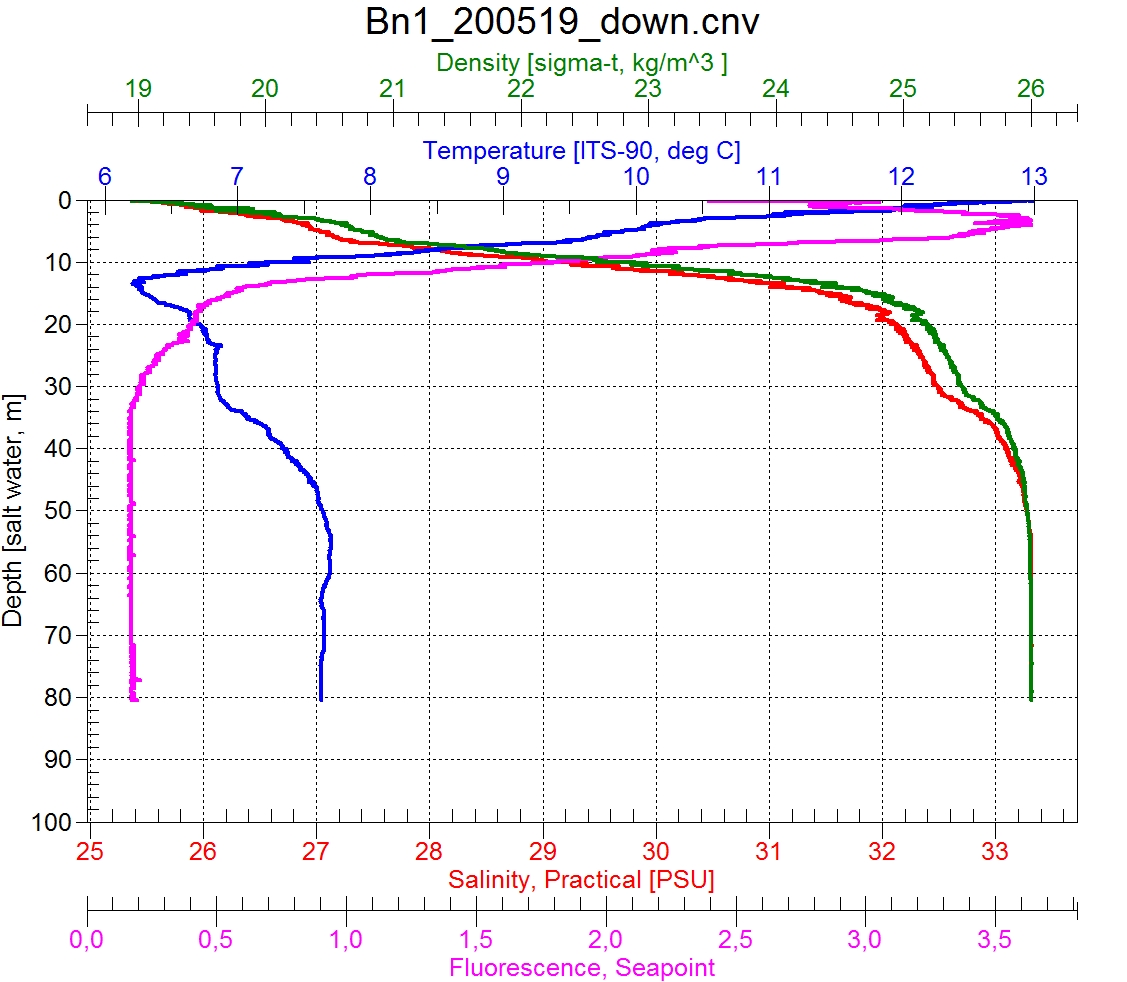 Bn1_200519_down.cnv
Density [sigma-t, kg/m^3 ]
19 20 21 22 23 24 25 26
Temperature [ITS-90, deg C]
6 7 8 9 10 11 12 13
Depth [salt water, m]
0
10
20
30
40
50
60
70
80
90
100
25 26 27 28 29 30 31 32 33
Salinity, Practical [PSU]
0,0 0,5 1,0 1,5 2,0 2,5 3,0 3,5
Fluorescence, Seapoint